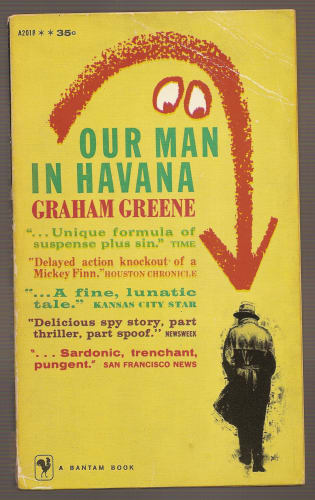 A2018 ** 35¢
OUR MAN
IN HAVANA
GRAHAM GREENE
"...Unique formula of
suspense plus sin." TIME
"Delayed action knockout of a
Mickey Finn." HOUSTON CHRONICLE
"...A fine, lunatic
tale." KANSAS CITY STAR
"Delicious spy story, part
thriller, part spoof." NEWSWEEK
"... Sardonic, trenchant,
pungent." SAN FRANCISCO NEWS
A BANTAM BOOK